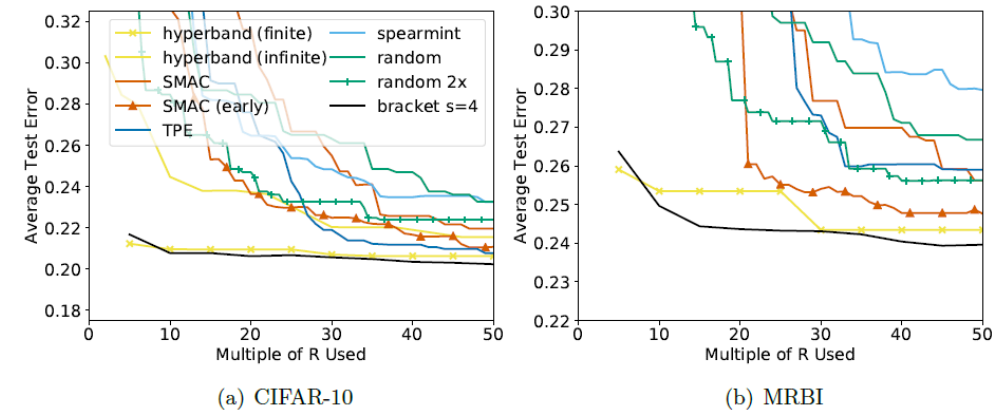 0.32
0.30
0.28
0.26
0.24
0.22
0.20
0.18
Average Test Error
hyperband (finite)
hyperband (infinite)
SMAC
SMAC (early)
TPE
spearmint
random
random 2x
bracket s=4
0 10 20 30 40 50
Multiple of R Used
(a) CIFAR-10
0.30
0.29
0.28
0.27
0.26
0.25
0.24
0.23
0.22
Average Test Error
0 10 20 30 40 50
Multiple of R Used
(b) MRBI